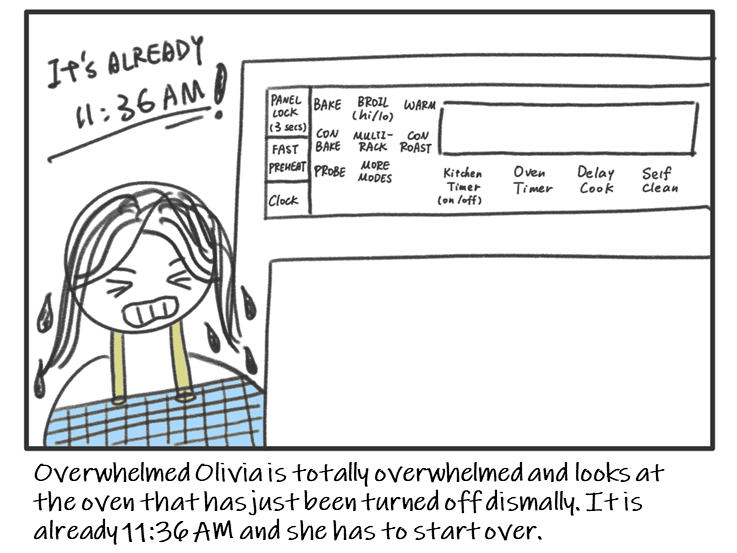 It's ALREADY
11:36 AM!
PANEL
LOCK
(3 secs)
FAST
PREHEAT
Clock
BAKE
BROIL
(hi/lo)
WARM
CON
BAKE
MULTI-
RACK
CON
ROAST
PROBE
MORE
MODES
Kitchen
Timer
(on/off)
Oven
Timer
Delay
Cook
Self
Clean
Overwhelmed Olivia is totally overwhelmed and looks at
the oven that has just been turned off dismally. It is
already 11:36 AM and she has to start over.